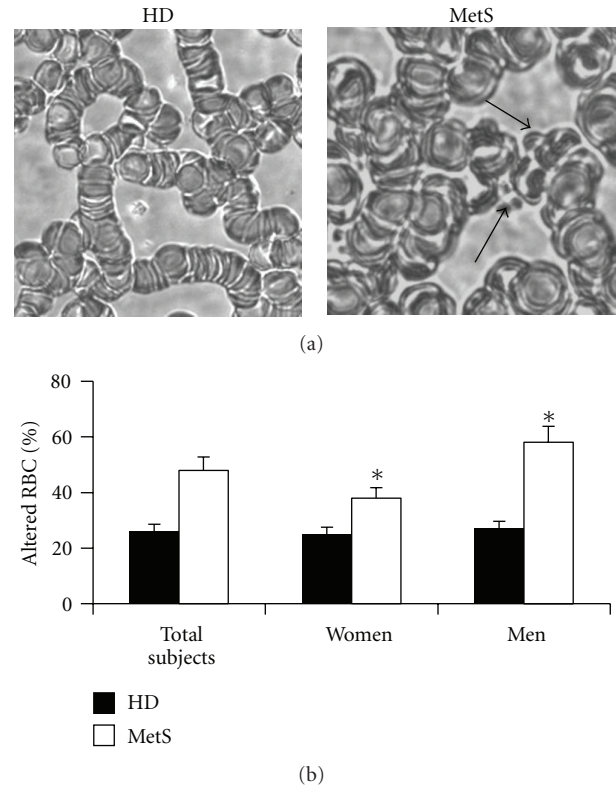 HD
MetS
(a)
Altered RBC (%)
80
60
40
20
0
*
*
Total
subjects
Women
Men
HD
MetS
(b)